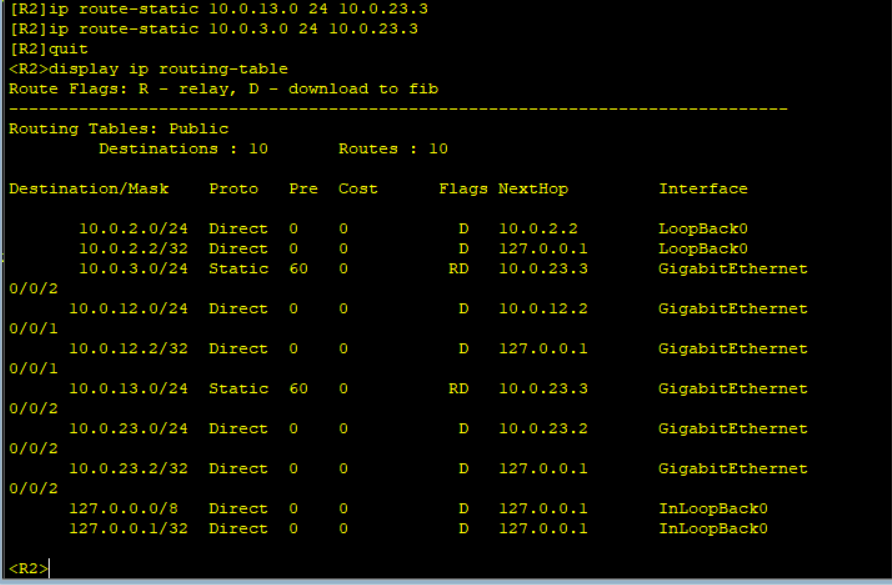 [R2]ip route-static 10.0.13.0 24 10.0.23.3
[R2]ip route-static 10.0.3.0 24 10.0.23.3
[R2]quit
<R2>display ip routing-table
Route Flags: R - relay, D - download to fib
------------------------------------------------------------------------------
Routing Tables: Public
         Destinations : 10       Routes : 10

Destination/Mask    Proto   Pre  Cost      Flags NextHop         Interface

       10.0.2.0/24  Direct  0    0           D   10.0.2.2        LoopBack0
       10.0.2.2/32  Direct  0    0           D   127.0.0.1       LoopBack0
       10.0.3.0/24  Static  60   0          RD   10.0.23.3       GigabitEthernet
0/0/2
      10.0.12.0/24  Direct  0    0           D   10.0.12.2       GigabitEthernet
0/0/1
      10.0.12.2/32  Direct  0    0           D   127.0.0.1       GigabitEthernet
0/0/1
      10.0.13.0/24  Static  60   0          RD   10.0.23.3       GigabitEthernet
0/0/2
      10.0.23.0/24  Direct  0    0           D   10.0.23.2       GigabitEthernet
0/0/2
      10.0.23.2/32  Direct  0    0           D   127.0.0.1       GigabitEthernet
0/0/2
      127.0.0.0/8   Direct  0    0           D   127.0.0.1       InLoopBack0
      127.0.0.1/32  Direct  0    0           D   127.0.0.1       InLoopBack0

<R2>